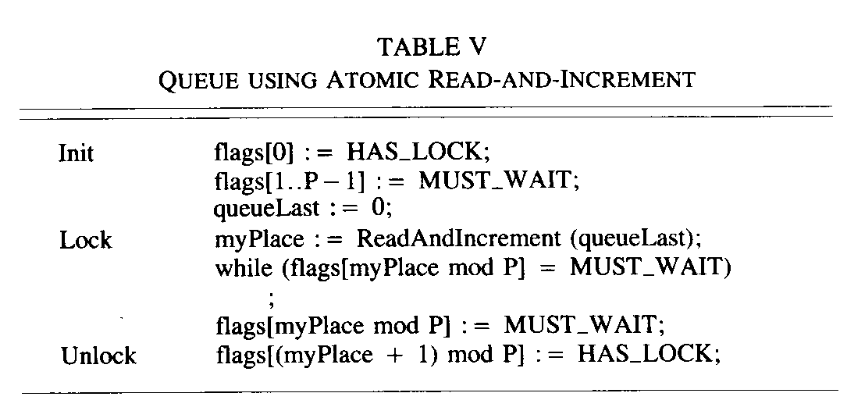 TABLE V
QUEUE USING ATOMIC READ-AND-INCREMENT
Init flags[0] := HAS_LOCK;
flags[1..P−1] := MUST_WAIT;
queueLast := 0;
Lock myPlace := ReadAndIncrement (queueLast);
while (flags[myPlace mod P] = MUST_WAIT)
;
flags[myPlace mod P] := MUST_WAIT;
Unlock flags[(myPlace + 1) mod P] := HAS_LOCK;